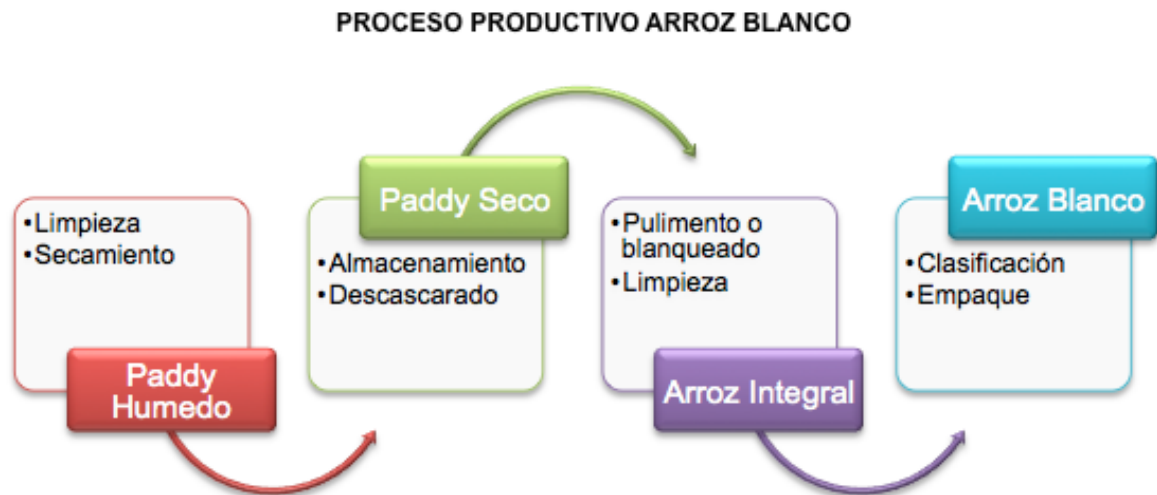 PROCESO PRODUCTIVO ARROZ BLANCO
•Limpieza
•Secamiento
Paddy
Humedo
Paddy Seco
•Almacenamiento
•Descascarado
•Pulimento o
blanqueado
•Limpieza
Arroz Integral
Arroz Blanco
•Clasificación
•Empaque